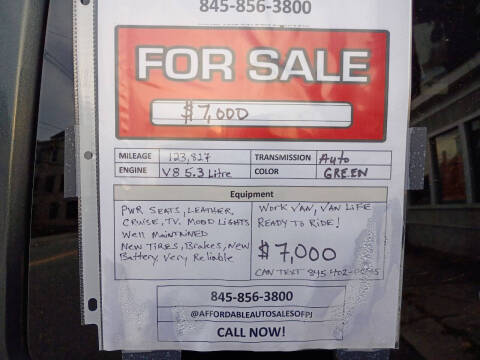 845-856-3800
FOR SALE
$7,000
MILEAGE 123,827 TRANSMISSION Auto
ENGINE V8 5.3 Litre COLOR GREEN
Equipment
PWR SEATS, LEATHER,
CRUISE, TV. MOOD LIGHTS
Well MAINTAINED
NEW TIRES, Brakes, New
Battery Very Reliable
WORK VAN, VAN LIFE
READY TO RIDE!
$7,000
CAN TEXT
845-856-3800
@AFFORDABLEAUTOSALESOFPJ
CALL NOW!